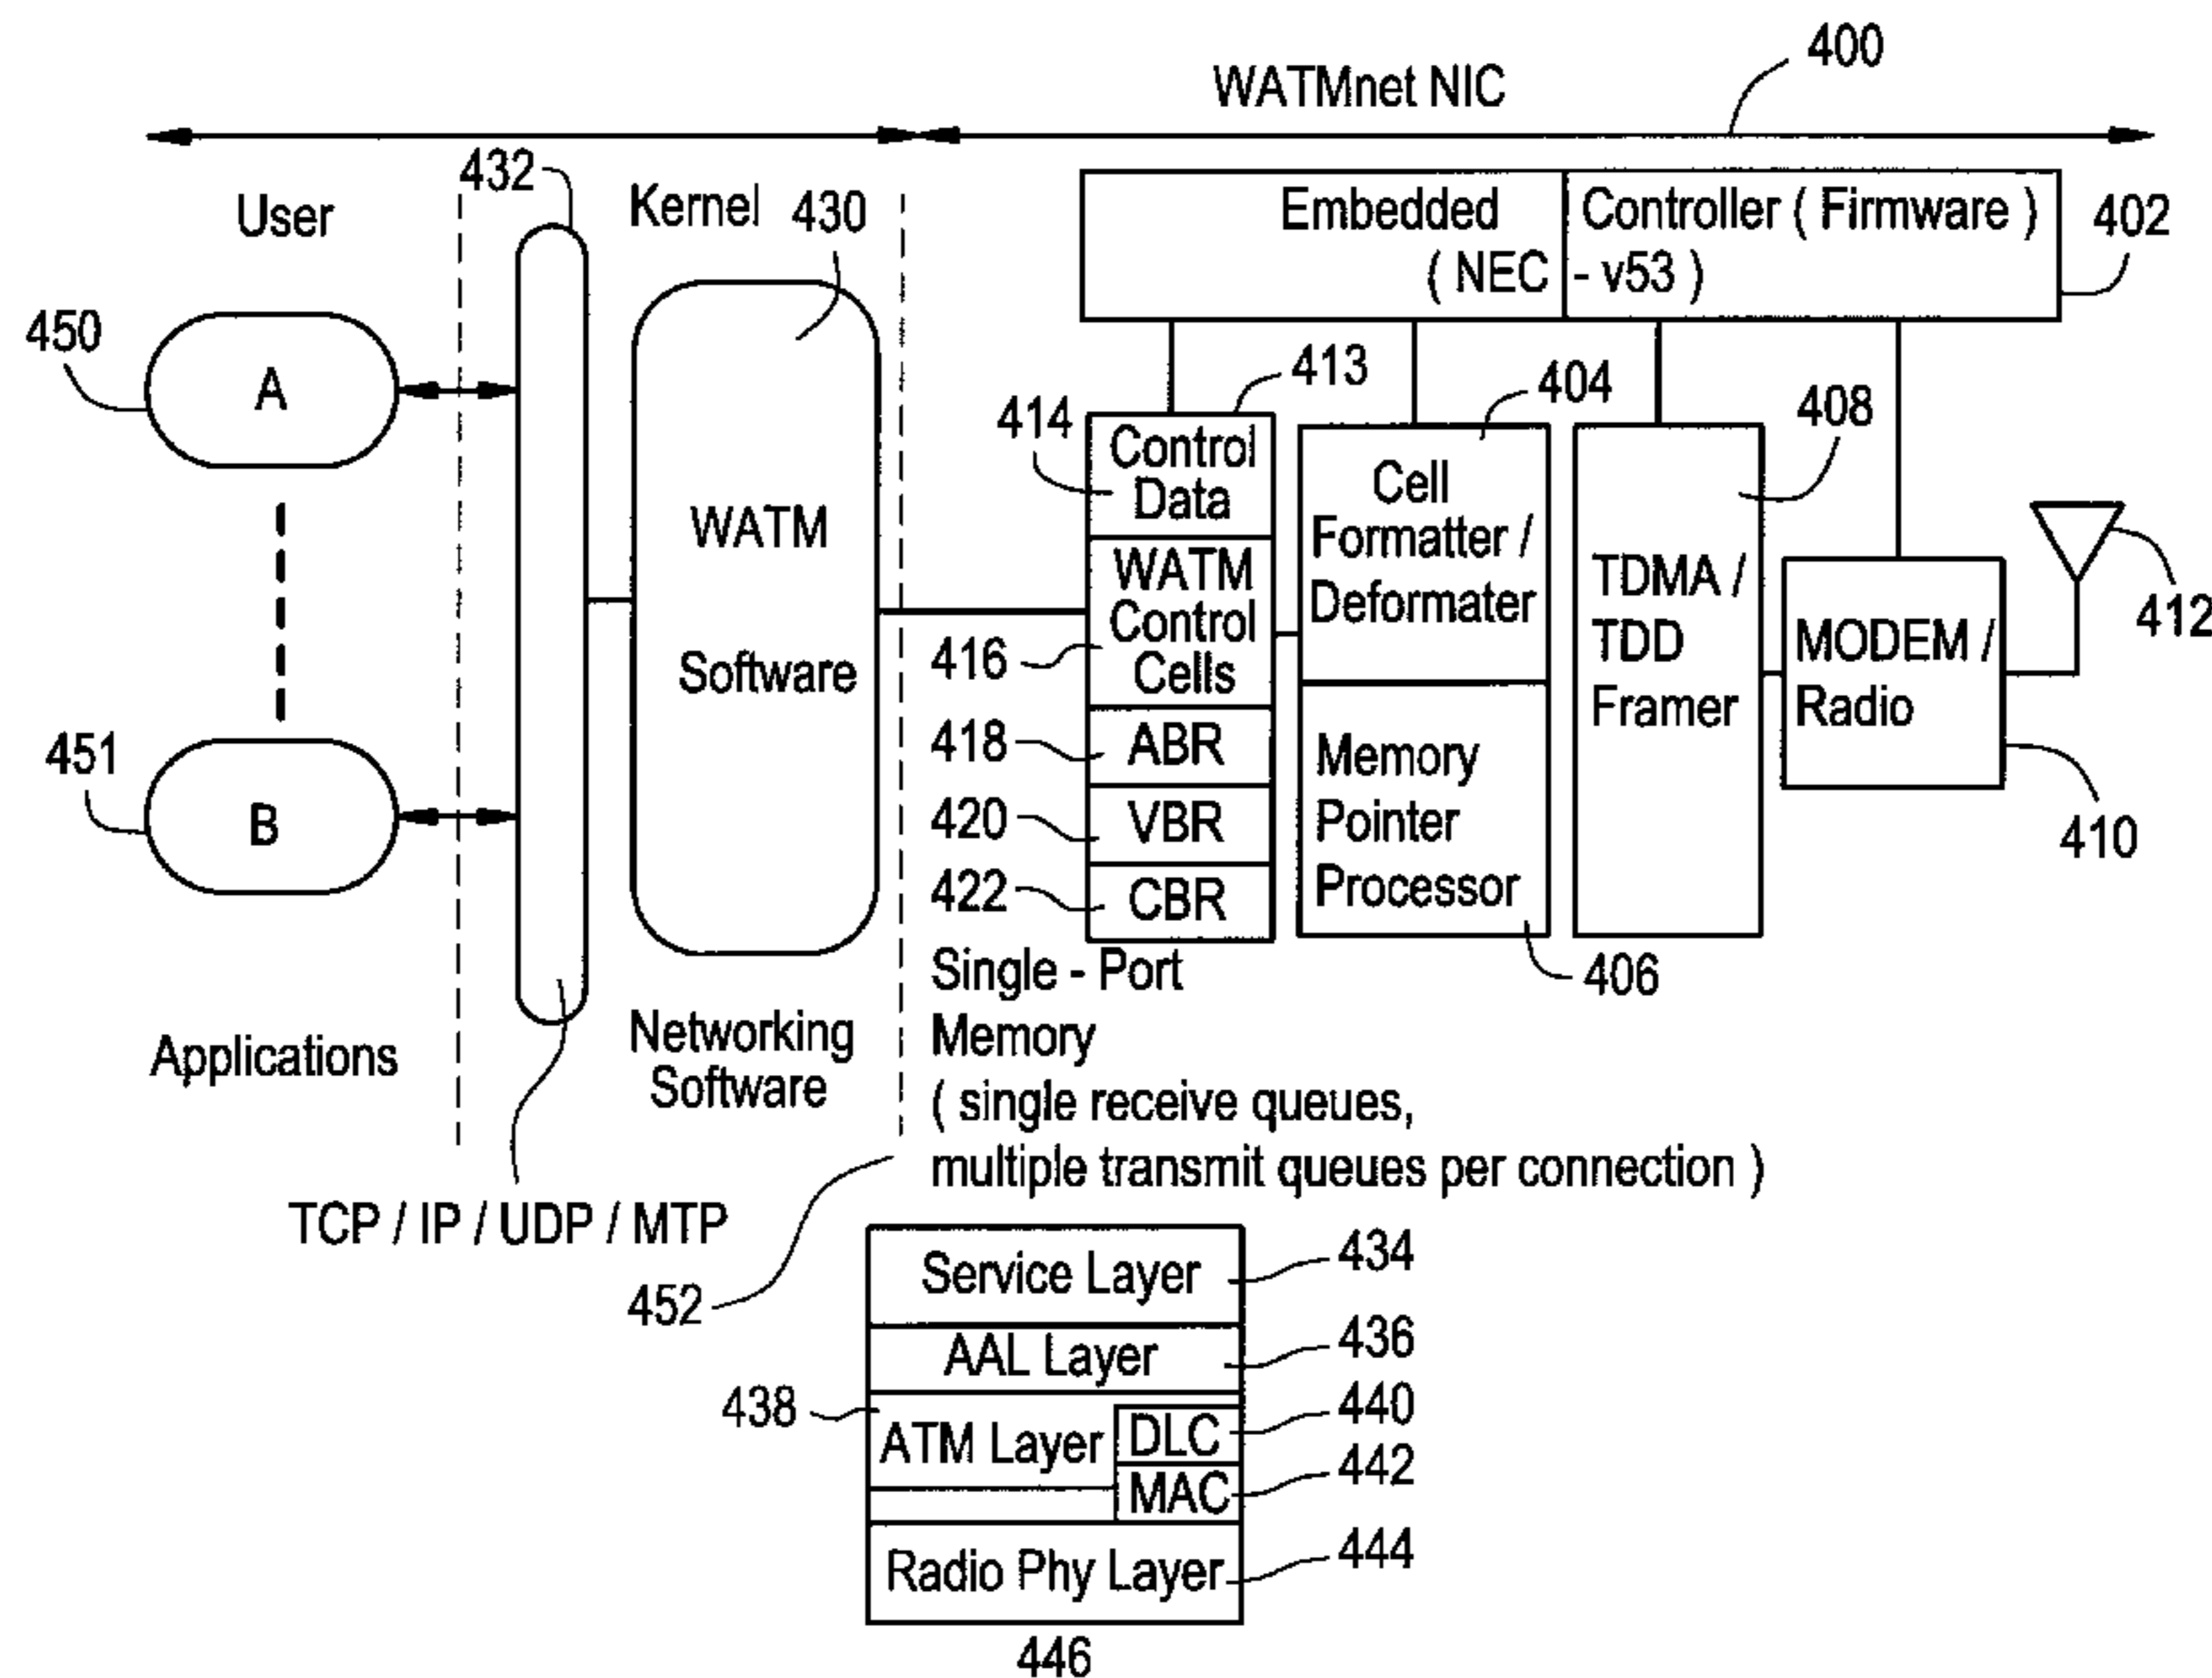 400
WATMnet NIC
432
User
Kernel
430
Embedded
Controller ( Firmware )
( NEC
- v53 )
402
450
A
413
404
408
414
Control
Data
Cell
Formatter /
Deformater
WATM
Software
WATM
Control
Cells
416
TDMA /
TDD
Framer
MODEM /
Radio
412
451
B
418
ABR
420
VBR
422
CBR
Memory
Pointer
Processor
410
406
Single - Port
Memory
( single receive queues,
multiple transmit queues per connection )
Applications
Networking
Software
TCP / IP / UDP / MTP
452
Service Layer
434
AAL Layer
436
438
ATM Layer
DLC
440
MAC
442
Radio Phy Layer
444
446